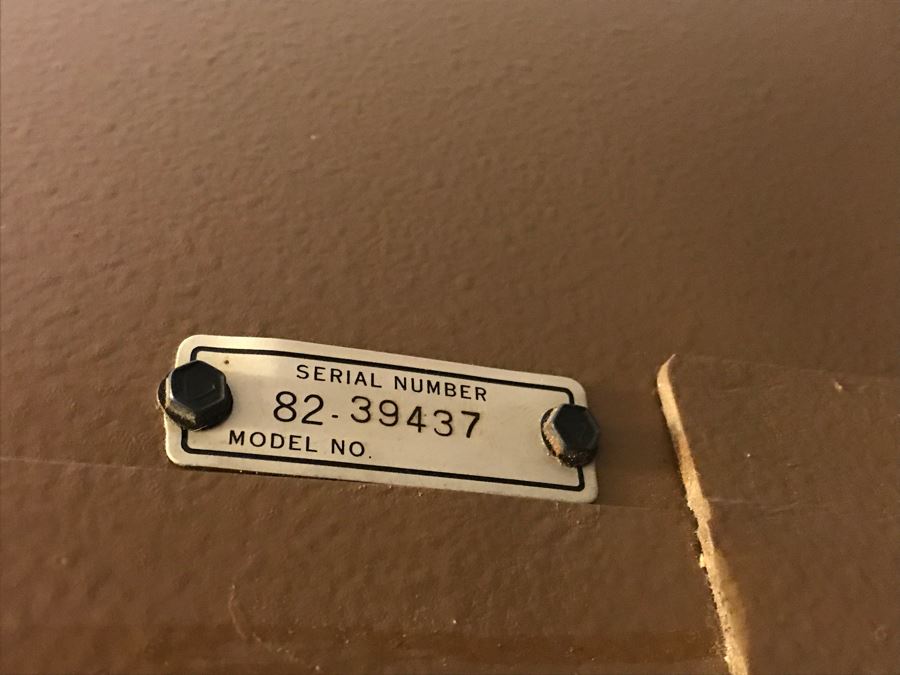 SERIAL NUMBER
82-39437
MODEL NO.